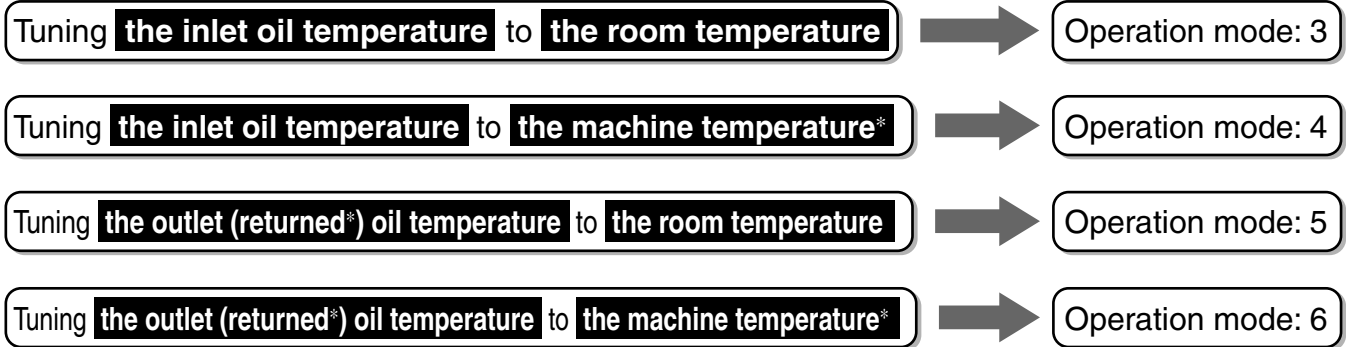 Tuning the inlet oil temperature to the room temperature Operation mode: 3
Tuning the inlet oil temperature to the machine temperature* Operation mode: 4
Tuning the outlet (returned*) oil temperature to the room temperature Operation mode: 5
Tuning the outlet (returned*) oil temperature to the machine temperature* Operation mode: 6